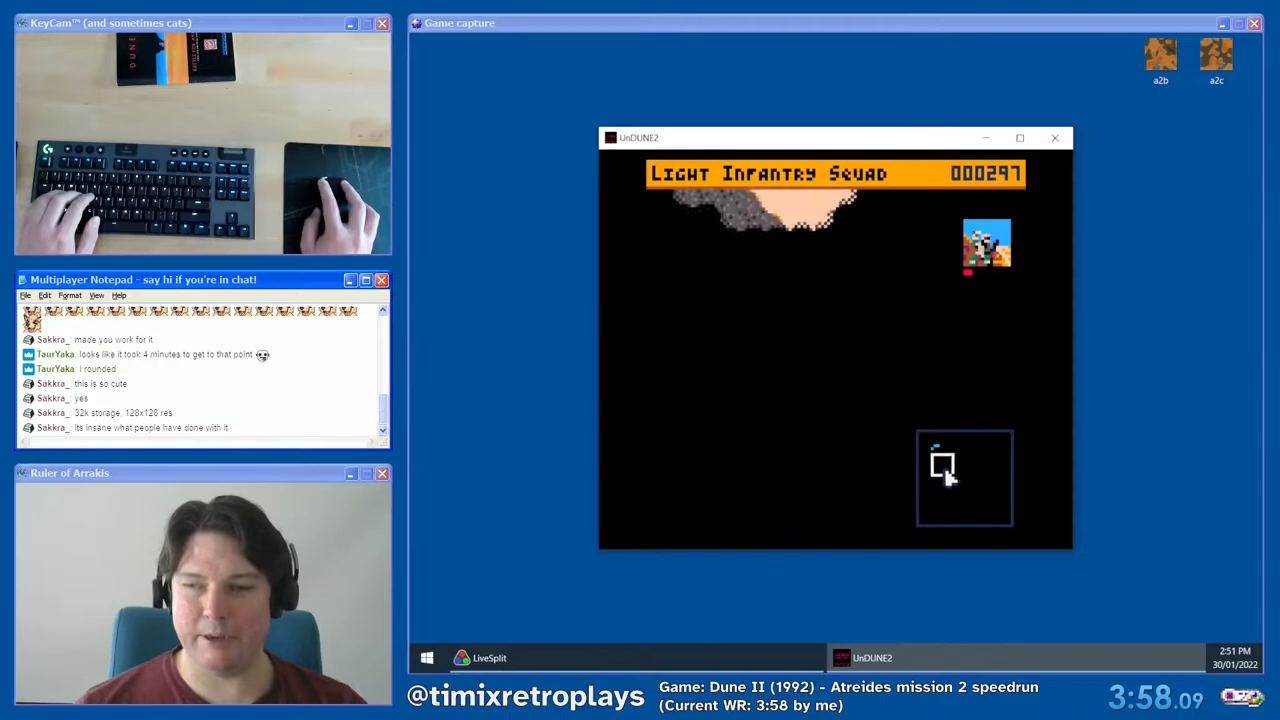 KeyCam™ (and sometimes cats)
DUNE
Multiplayer Notepad - say hi if you're in chat!
File Edit Format View Help
Sakkra_: made you work for it
TaurYaka: looks like it took 4 minutes to get to that point
TaurYaka: I rounded
Sakkra_: this is so cute
Sakkra_: yes
Sakkra_: 32k storage, 128x128 res
Sakkra_: its insane what people have done with it
Ruler of Arrakis
Game capture
a2b
a2c
UnDUNE2
Light Infantry Squad 000297
LiveSplit
UnDUNE2
2:51 PM
30/01/2022
@timixretroplays
Game: Dune II (1992) - Atreides mission 2 speedrun
(Current WR: 3:58 by me)
3:58.09